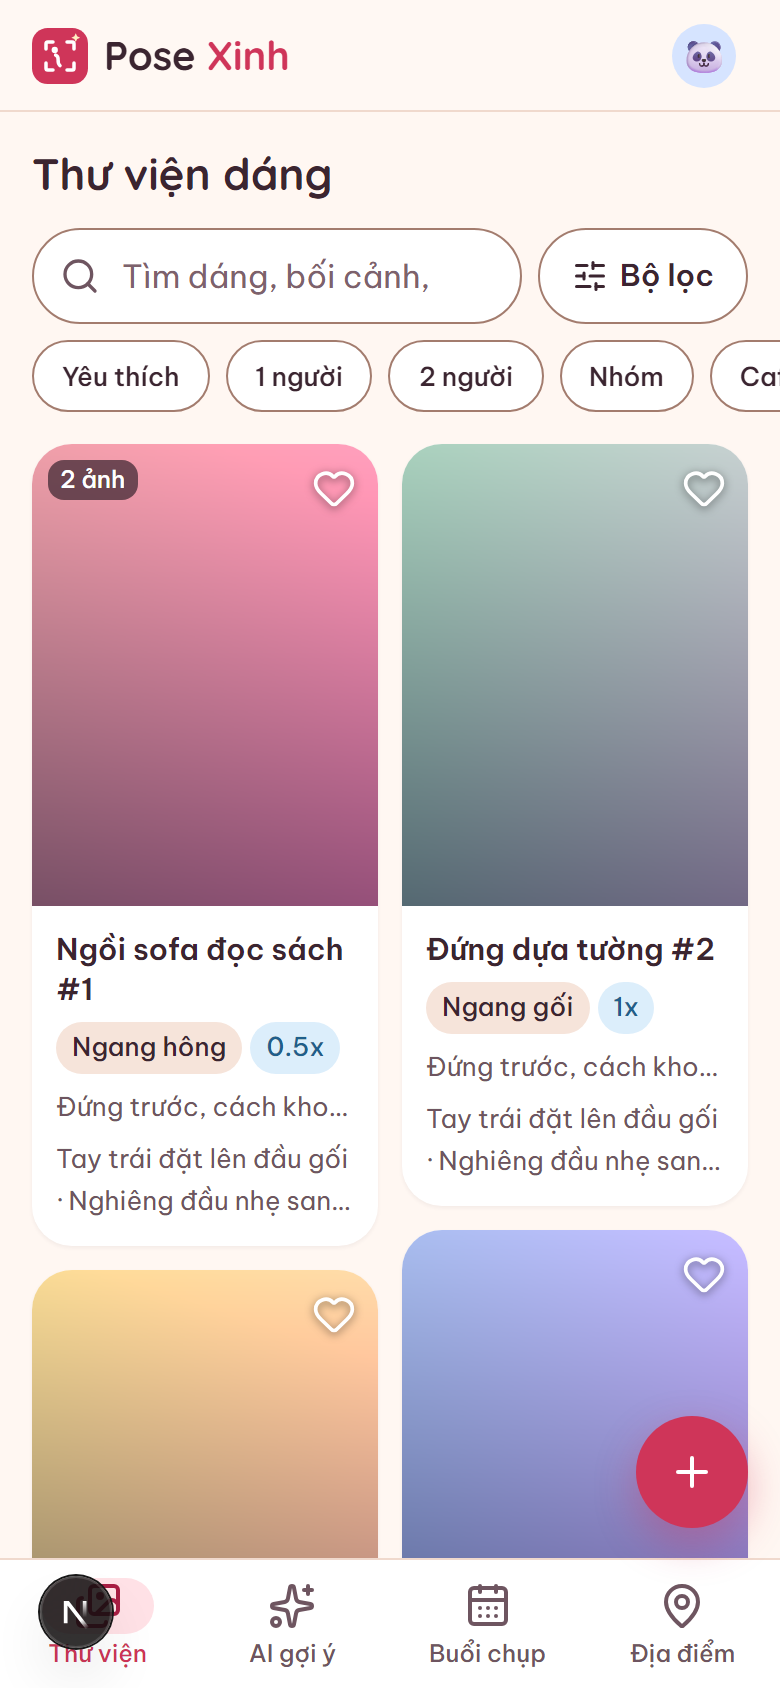 Pose Xinh
Thư viện dáng
Tìm dáng, bối cảnh,
Bộ lọc
Yêu thích
1 người
2 người
Nhóm
2 ảnh
Ngồi sofa đọc sách
#1
Ngang hông
0.5x
Đứng trước, cách kho...
Tay trái đặt lên đầu gối
· Nghiêng đầu nhẹ san...
Đứng dựa tường #2
Ngang gối
1x
Đứng trước, cách kho...
Tay trái đặt lên đầu gối
· Nghiêng đầu nhẹ san...
N
Thư viện
AI gợi ý
Buổi chụp
Địa điểm